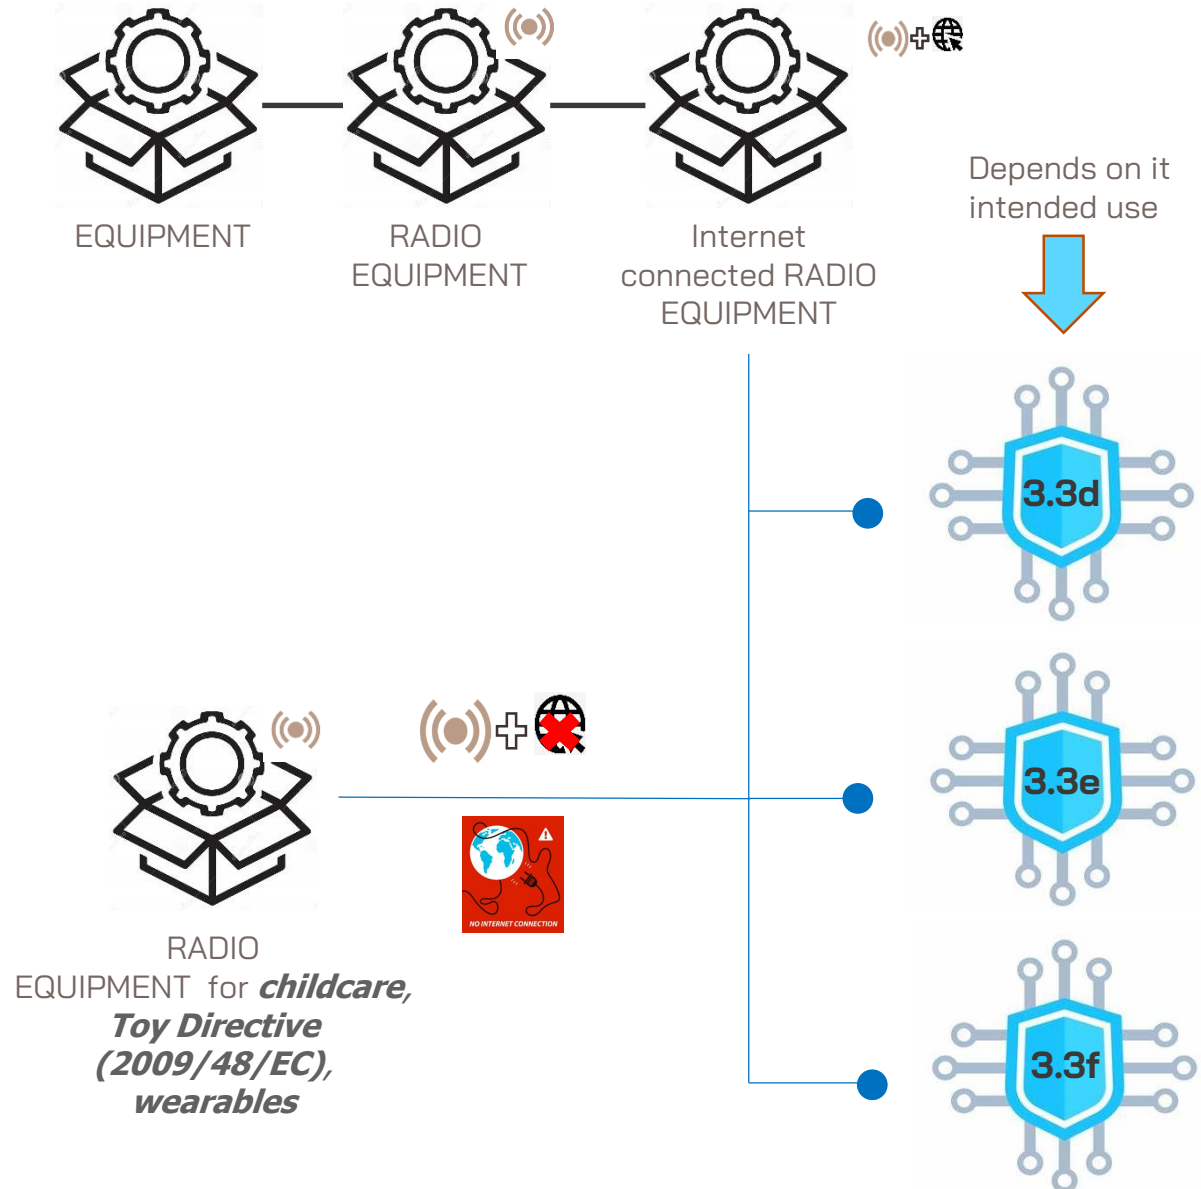 EQUIPMENT
RADIO
EQUIPMENT
Internet
connected RADIO
EQUIPMENT
Depends on it
intended use
3.3d
3.3e
NO INTERNET CONNECTION
RADIO
EQUIPMENT for childcare,
Toy Directive
(2009/48/EC),
wearables
3.3f